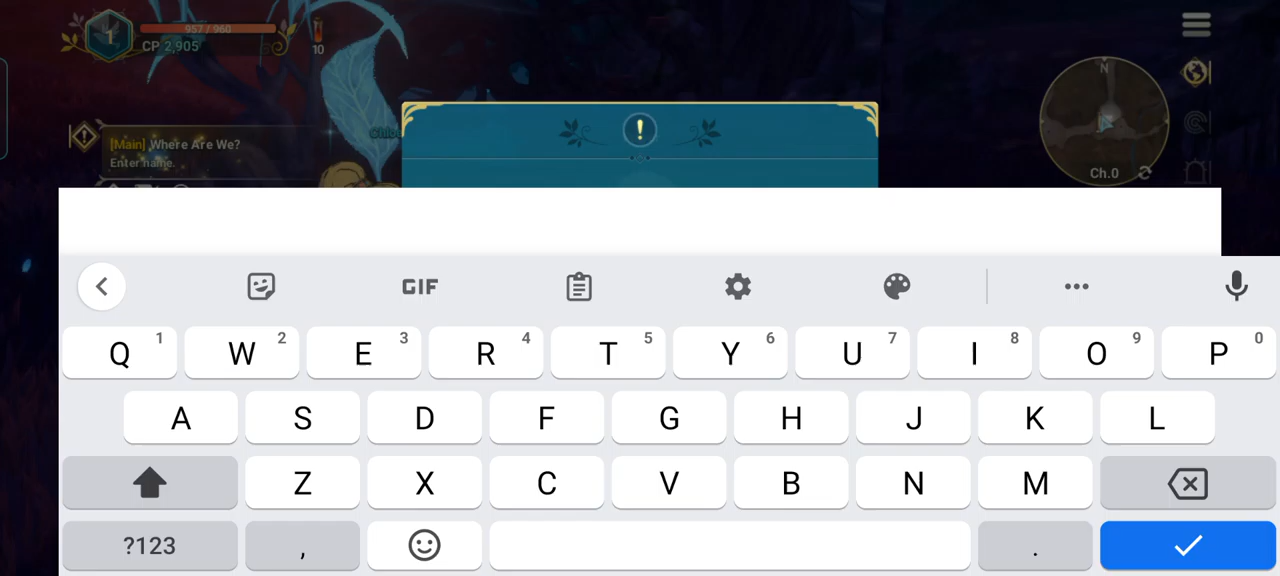 1
957 / 960
CP 2,905
10
N
[Main] Where Are We?
Enter name.
Ch.0
GIF
Q 1 W 2 E 3 R 4 T 5 Y 6 U 7 I 8 O 9 P 0
A S D F G H J K L
Z X C V B N M
?123 , .